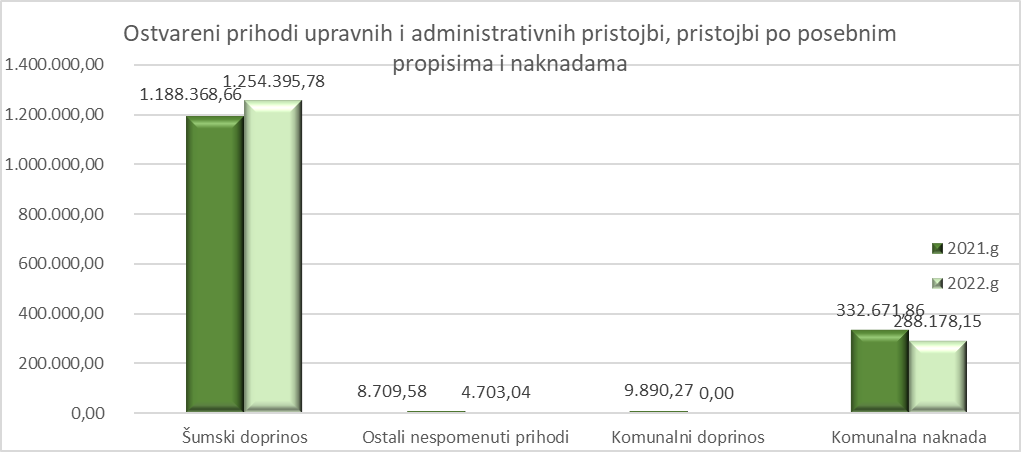 Ostvareni prihodi upravnih i administrativnih pristojbi, pristojbi po posebnim
propisima i naknadama
1.400.000,00
1.200.000,00
1.000.000,00
800.000,00
600.000,00
400.000,00
200.000,00
0,00
1.188.368,66
1.254.395,78
8.709,58
4.703,04
9.890,27
0,00
332.671,86
288.178,15
2021.g
2022.g
Šumski doprinos
Ostali nespomenuti prihodi
Komunalni doprinos
Komunalna naknada